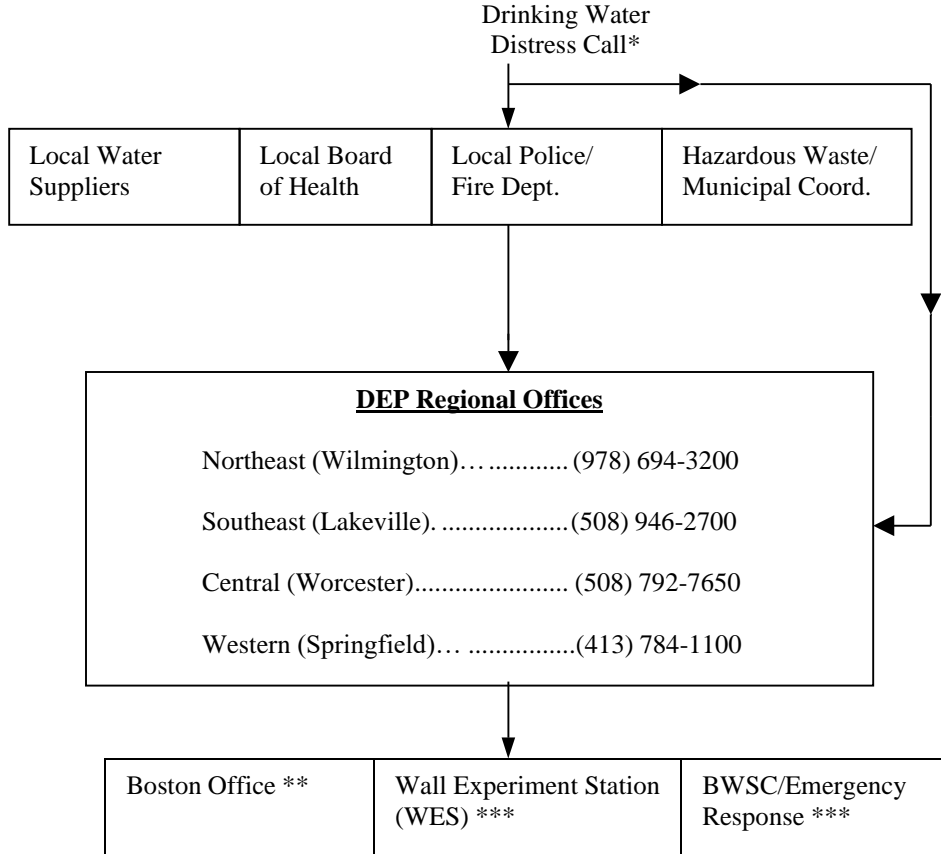 Drinking Water
Distress Call*
Local Water
Suppliers
Local Board
of Health
Local Police/
Fire Dept.
Hazardous Waste/
Municipal Coord.
DEP Regional Offices
Northeast (Wilmington)… ............ (978) 694-3200
Southeast (Lakeville). ...................(508) 946-2700
Central (Worcester)....................... (508) 792-7650
Western (Springfield)… ................(413) 784-1100
Boston Office **
Wall Experiment Station
(WES) ***
BWSC/Emergency
Response ***